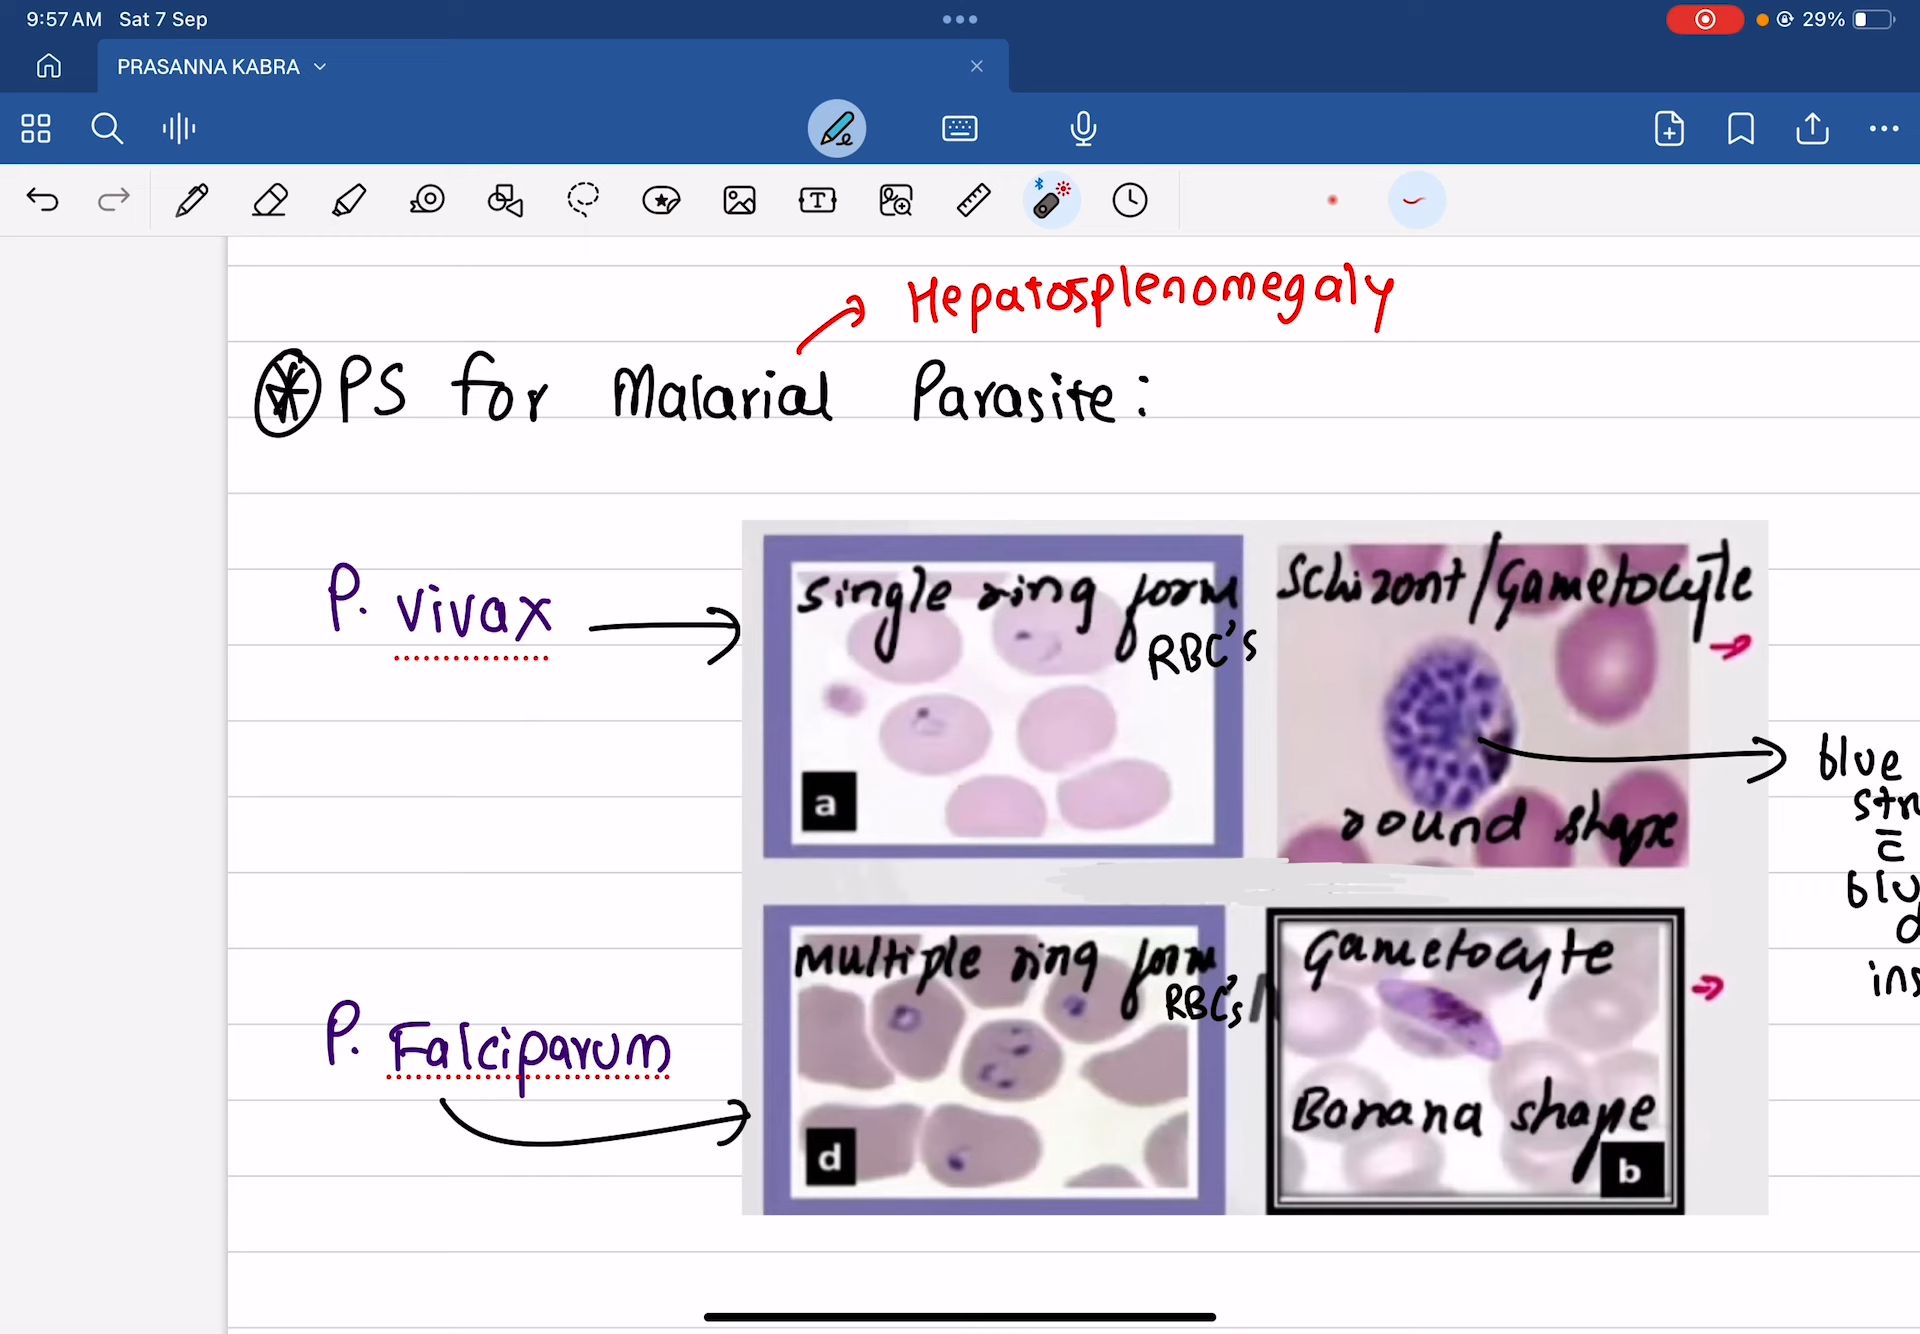 9:57 AM Sat 7 Sep
29%
PRASANNA KABRA
Hepatosplenomegaly
PS for Malarial Parasite:
P. vivax
single ring form
RBC's
Schizont/Gametocyte
round shape
a
blue
P. Falciparum
multiple ring form
RBC's
Gametocyte
Banana shape
d
b